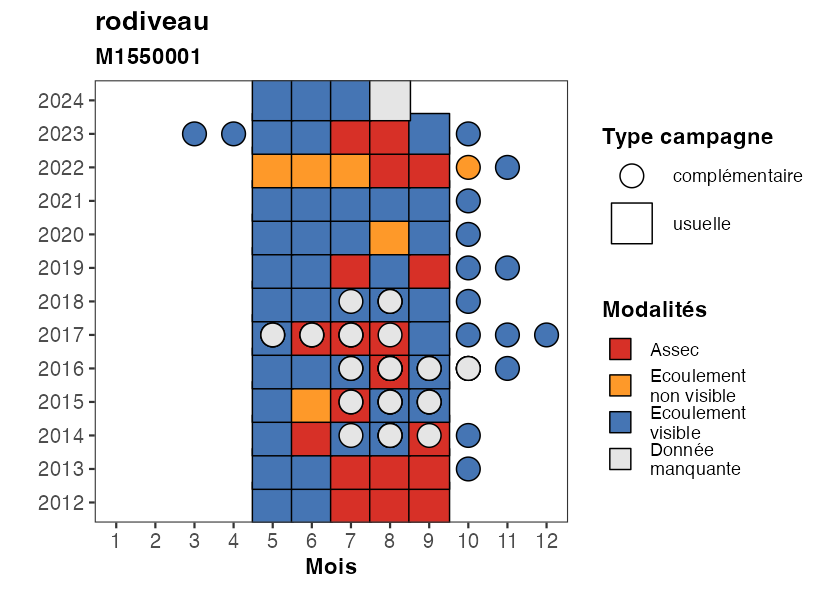 rodiveau
M1550001
2024
2023
2022
2021
2020
2019
2018
2017
2016
2015
2014
2013
2012
1 2 3 4 5 6 7 8 9 10 11 12
Mois
Type campagne
complémentaire
usuelle
Modalités
Assec
Ecoulement
non visible
Ecoulement
visible
Donnée
manquante